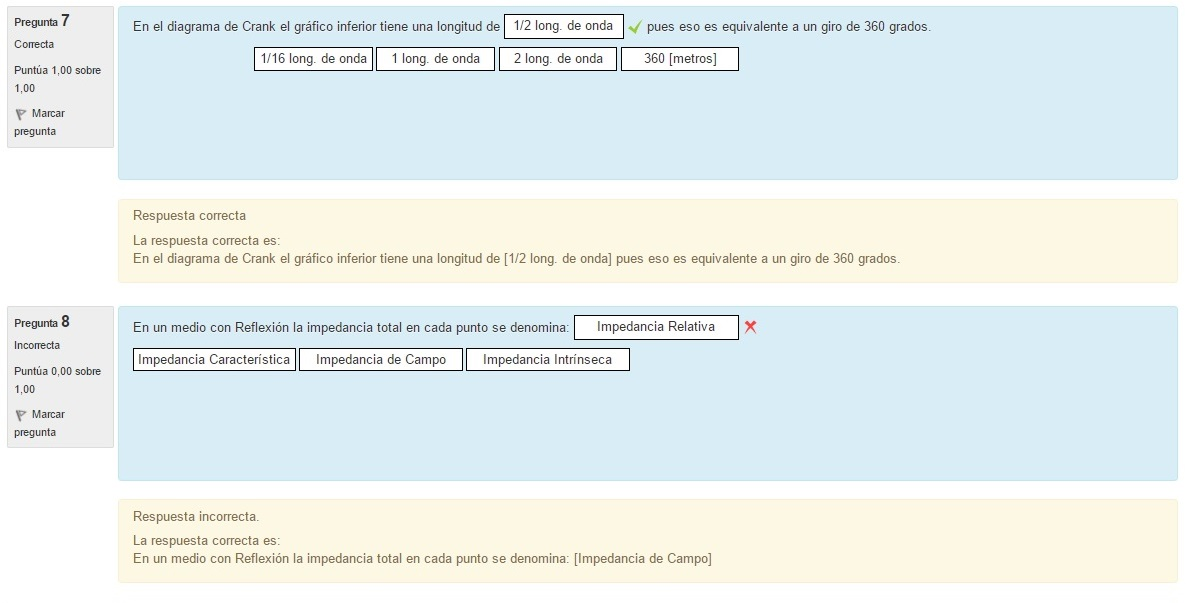 Pregunta 7
Correcta
Puntúa 1,00 sobre
1,00
Marcar
pregunta
En el diagrama de Crank el gráfico inferior tiene una longitud de 1/2 long. de onda pues eso es equivalente a un giro de 360 grados.
1/16 long. de onda 1 long. de onda 2 long. de onda 360 [metros]
Respuesta correcta
La respuesta correcta es:
En el diagrama de Crank el gráfico inferior tiene una longitud de [1/2 long. de onda] pues eso es equivalente a un giro de 360 grados.
Pregunta 8
Incorrecta
Puntúa 0,00 sobre
1,00
Marcar
pregunta
En un medio con Reflexión la impedancia total en cada punto se denomina: Impedancia Relativa
Impedancia Característica Impedancia de Campo Impedancia Intrínseca
Respuesta incorrecta.
La respuesta correcta es:
En un medio con Reflexión la impedancia total en cada punto se denomina: [Impedancia de Campo]